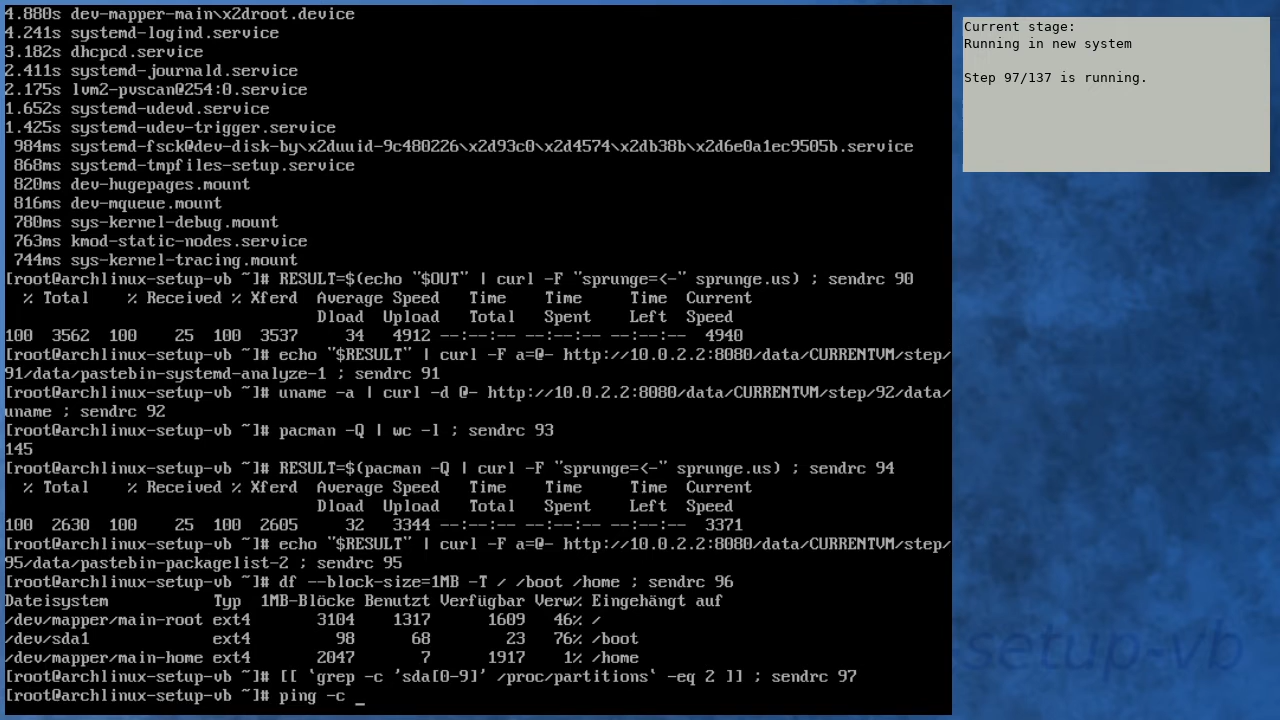 4.880s dev-mapper-main\x2droot.device
4.241s systemd-logind.service
3.182s dhcpcd.service
2.411s systemd-journald.service
2.175s lvm2-pvscan@254:0.service
1.652s systemd-udevd.service
1.425s systemd-udev-trigger.service
 984ms systemd-fsck@dev-disk-by\x2duuid-9c480226\x2d93c0\x2d4574\x2db38b\x2d6e0a1ec9505b.service
 868ms systemd-tmpfiles-setup.service
 820ms dev-hugepages.mount
 816ms dev-mqueue.mount
 780ms sys-kernel-debug.mount
 763ms kmod-static-nodes.service
 744ms sys-kernel-tracing.mount
[root@archlinux-setup-vb ~]# RESULT=$(echo "$OUT" | curl -F "sprunge=<-" sprunge.us) ; sendrc 90
  % Total    % Received % Xferd  Average Speed   Time    Time     Time  Current
                                 Dload  Upload   Total   Spent    Left  Speed
100  3562  100    25  100  3537     34   4912 --:--:-- --:--:-- --:--:--  4940
[root@archlinux-setup-vb ~]# echo "$RESULT" | curl -F a=@- http://10.0.2.2:8080/data/CURRENTVM/step/
91/data/pastebin-systemd-analyze-1 ; sendrc 91
[root@archlinux-setup-vb ~]# uname -a | curl -d @- http://10.0.2.2:8080/data/CURRENTVM/step/92/data/
uname ; sendrc 92
[root@archlinux-setup-vb ~]# pacman -Q | wc -l ; sendrc 93
145
[root@archlinux-setup-vb ~]# RESULT=$(pacman -Q | curl -F "sprunge=<-" sprunge.us) ; sendrc 94
  % Total    % Received % Xferd  Average Speed   Time    Time     Time  Current
                                 Dload  Upload   Total   Spent    Left  Speed
100  2630  100    25  100  2605     32   3344 --:--:-- --:--:-- --:--:--  3371
[root@archlinux-setup-vb ~]# echo "$RESULT" | curl -F a=@- http://10.0.2.2:8080/data/CURRENTVM/step/
95/data/pastebin-packagelist-2 ; sendrc 95
[root@archlinux-setup-vb ~]# df --block-size=1MB -T / /boot /home ; sendrc 96
Dateisystem           Typ  1MB-Blöcke Benutzt Verfügbar Verw% Eingehängt auf
/dev/mapper/main-root ext4       3104    1317      1609   46% /
/dev/sda1             ext4         98      68        23   76% /boot
/dev/mapper/main-home ext4       2047       7      1917    1% /home
[root@archlinux-setup-vb ~]# [[ `grep -c 'sda[0-9]' /proc/partitions` -eq 2 ]] ; sendrc 97
[root@archlinux-setup-vb ~]# ping -c _
Current stage:
Running in new system
Step 97/137 is running.
setup-vb